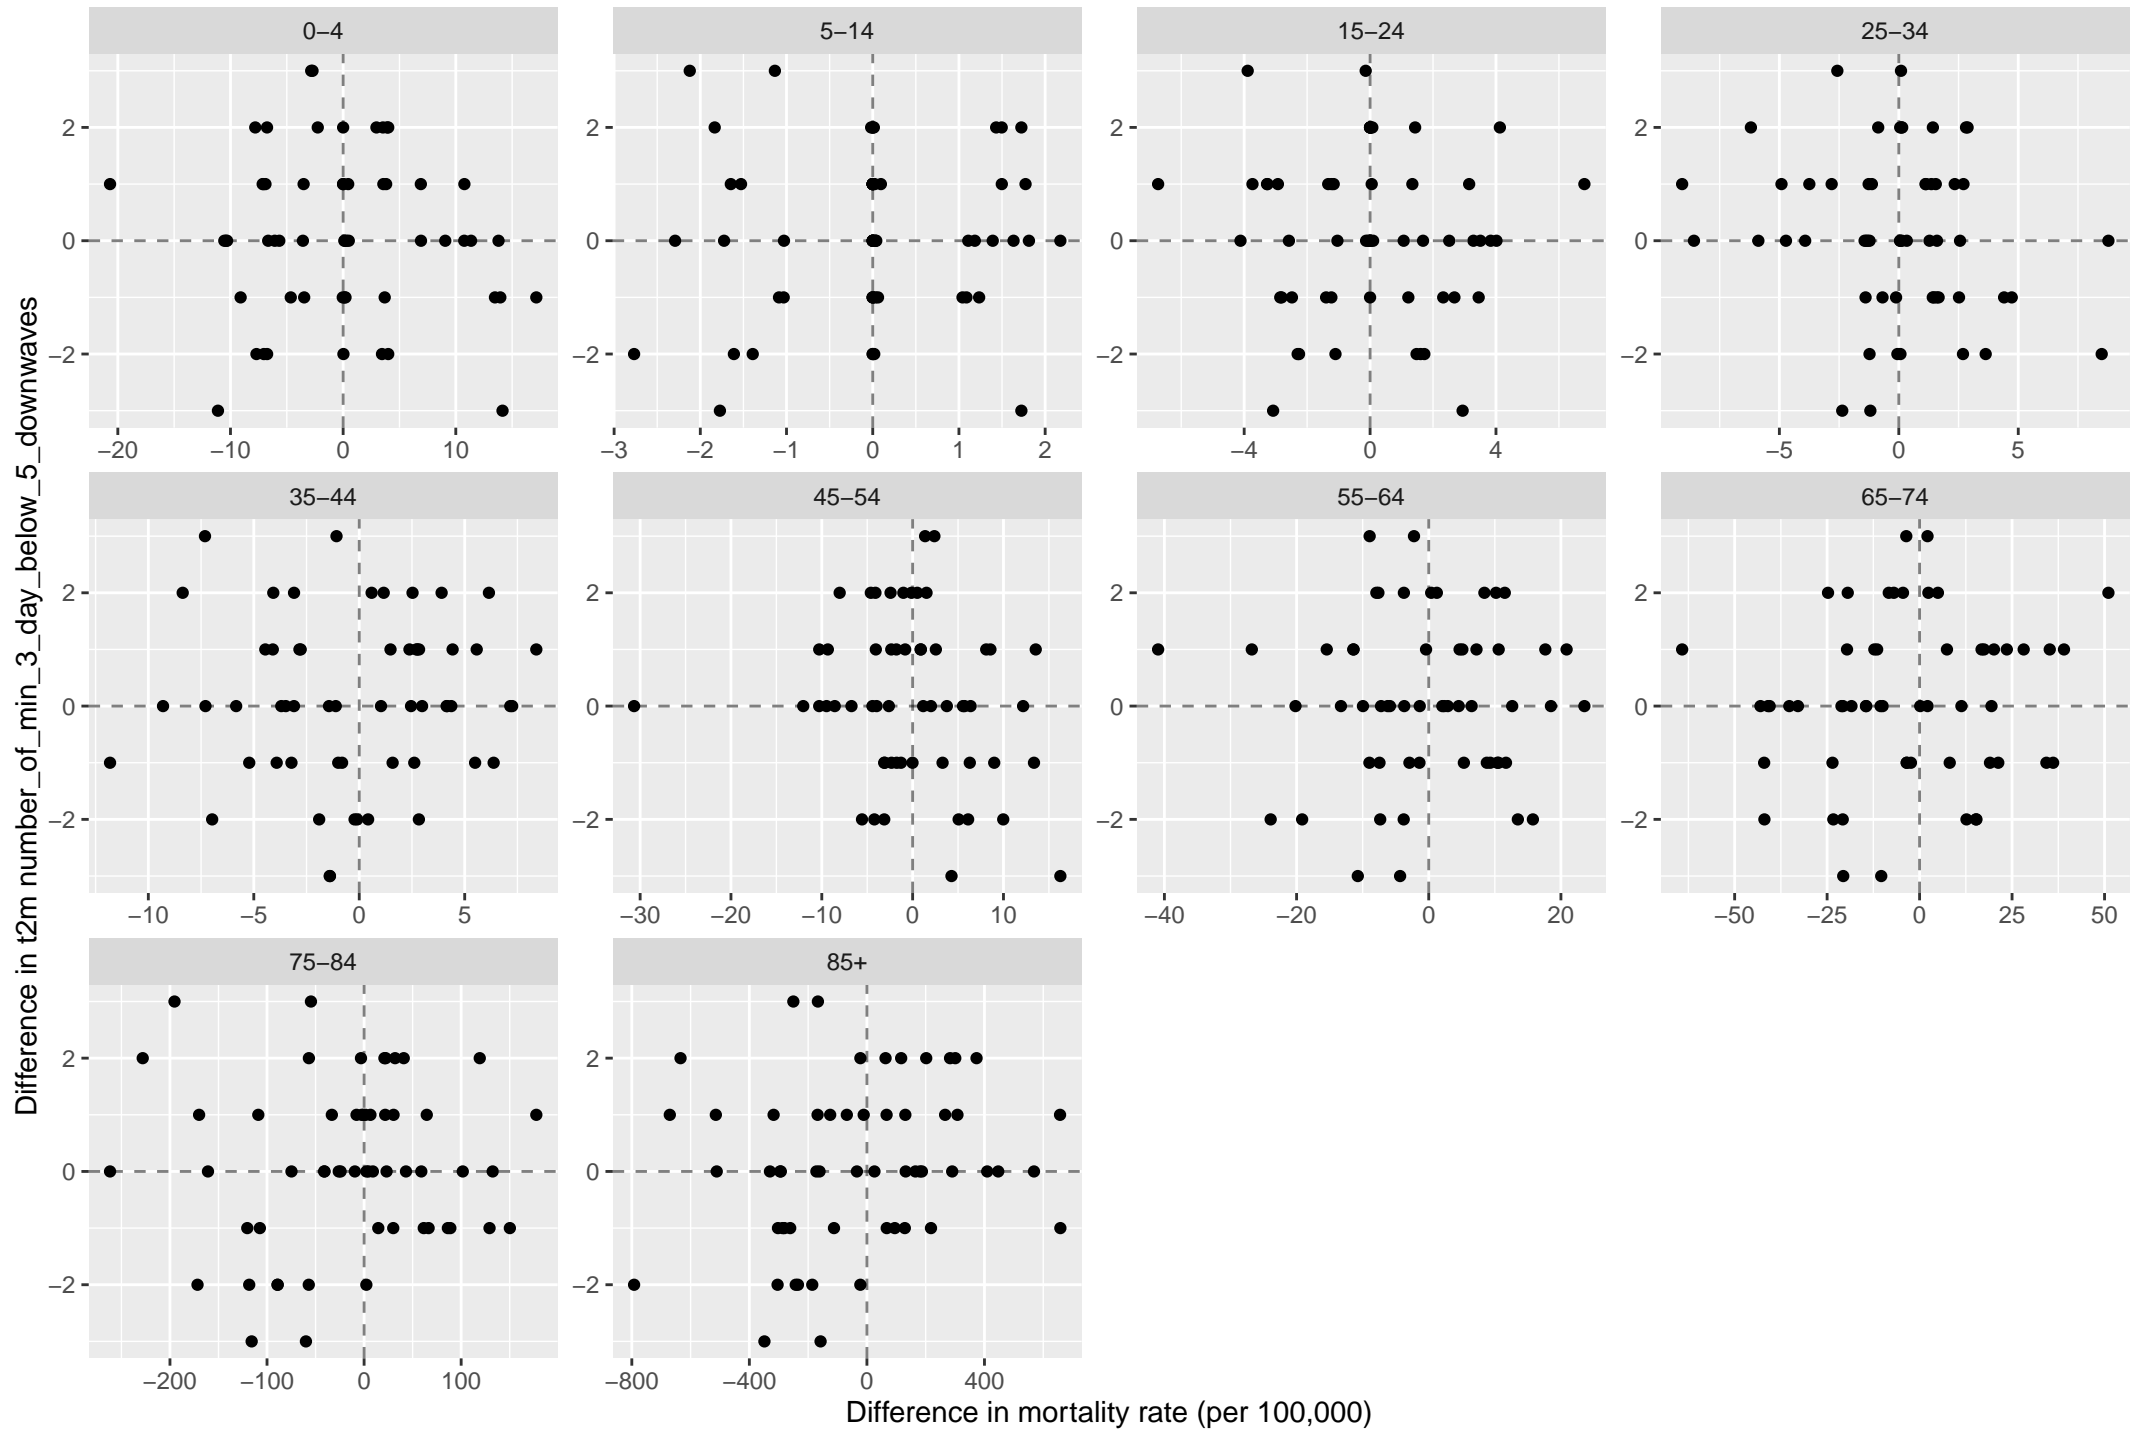 0−4 5−14 15−24 25−34
2 2 2 2
0 0 0 0
−2 −2 −2 −2
−20 −10 0 10 −3 −2 −1 0 1 2 −4 0 4 −5 0 5
35−44 45−54 55−64 65−74
2 2 2 2
0 0 0 0
−2 −2 −2 −2
−10 −5 0 5 −30 −20 −10 0 10 −40 −20 0 20 −50 −25 0 25 50
75−84 85+
2 2
0 0
−2 −2
−200 −100 0 100 −800 −400 0 400
Difference in mortality rate (per 100,000)
Difference in t2m number_of_min_3_day_below_5_downwaves